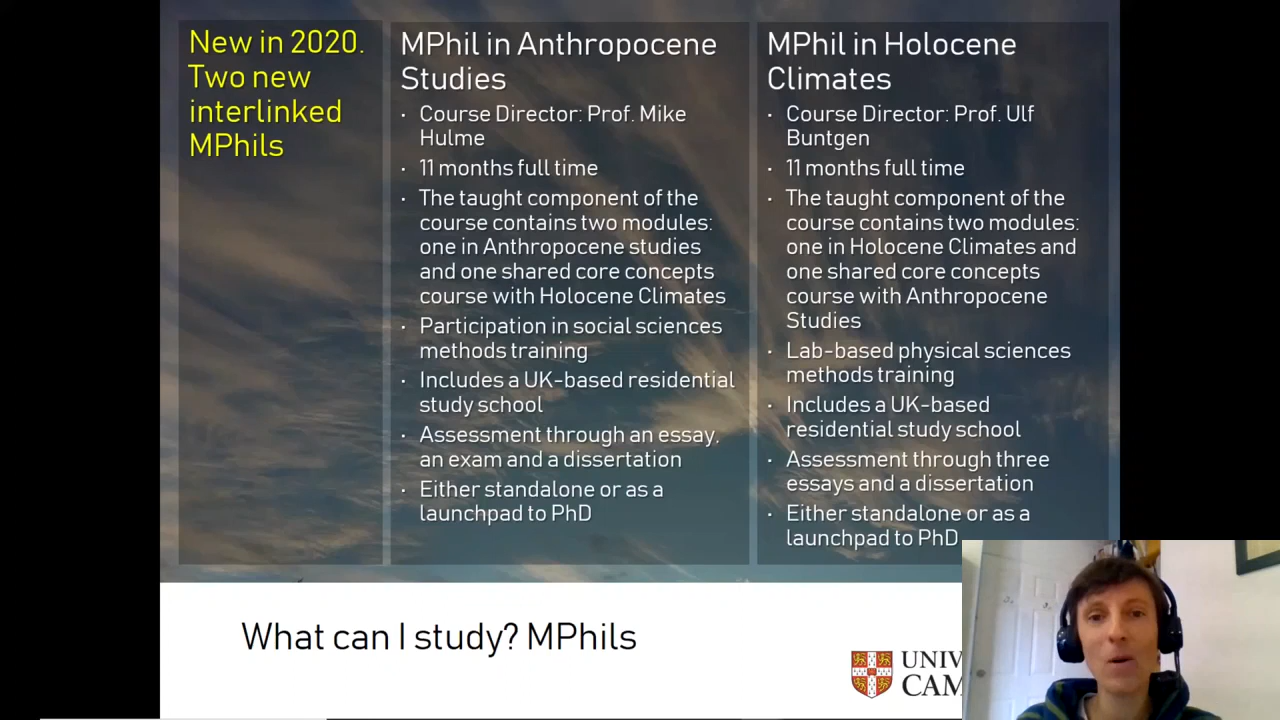 New in 2020.
Two new
interlinked
MPhils
MPhil in Anthropocene
Studies
· Course Director: Prof. Mike
Hulme
· 11 months full time
· The taught component of the
course contains two modules:
one in Anthropocene studies
and one shared core concepts
course with Holocene Climates
· Participation in social sciences
methods training
· Includes a UK-based residential
study school
· Assessment through an essay,
an exam and a dissertation
· Either standalone or as a
launchpad to PhD
MPhil in Holocene
Climates
· Course Director: Prof. Ulf
Buntgen
· 11 months full time
· The taught component of the
course contains two modules:
one in Holocene Climates and
one shared core concepts
course with Anthropocene
Studies
· Lab-based physical sciences
methods training
· Includes a UK-based
residential study school
· Assessment through three
essays and a dissertation
· Either standalone or as a
launchpad to PhD
What can I study? MPhils
UNIV
CAM